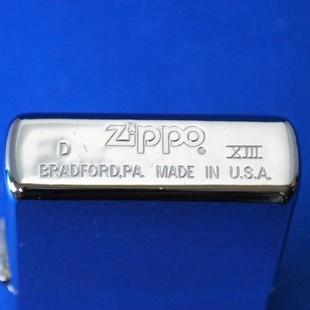 Zippo®
D XIII
BRADFORD,PA. MADE IN U.S.A.